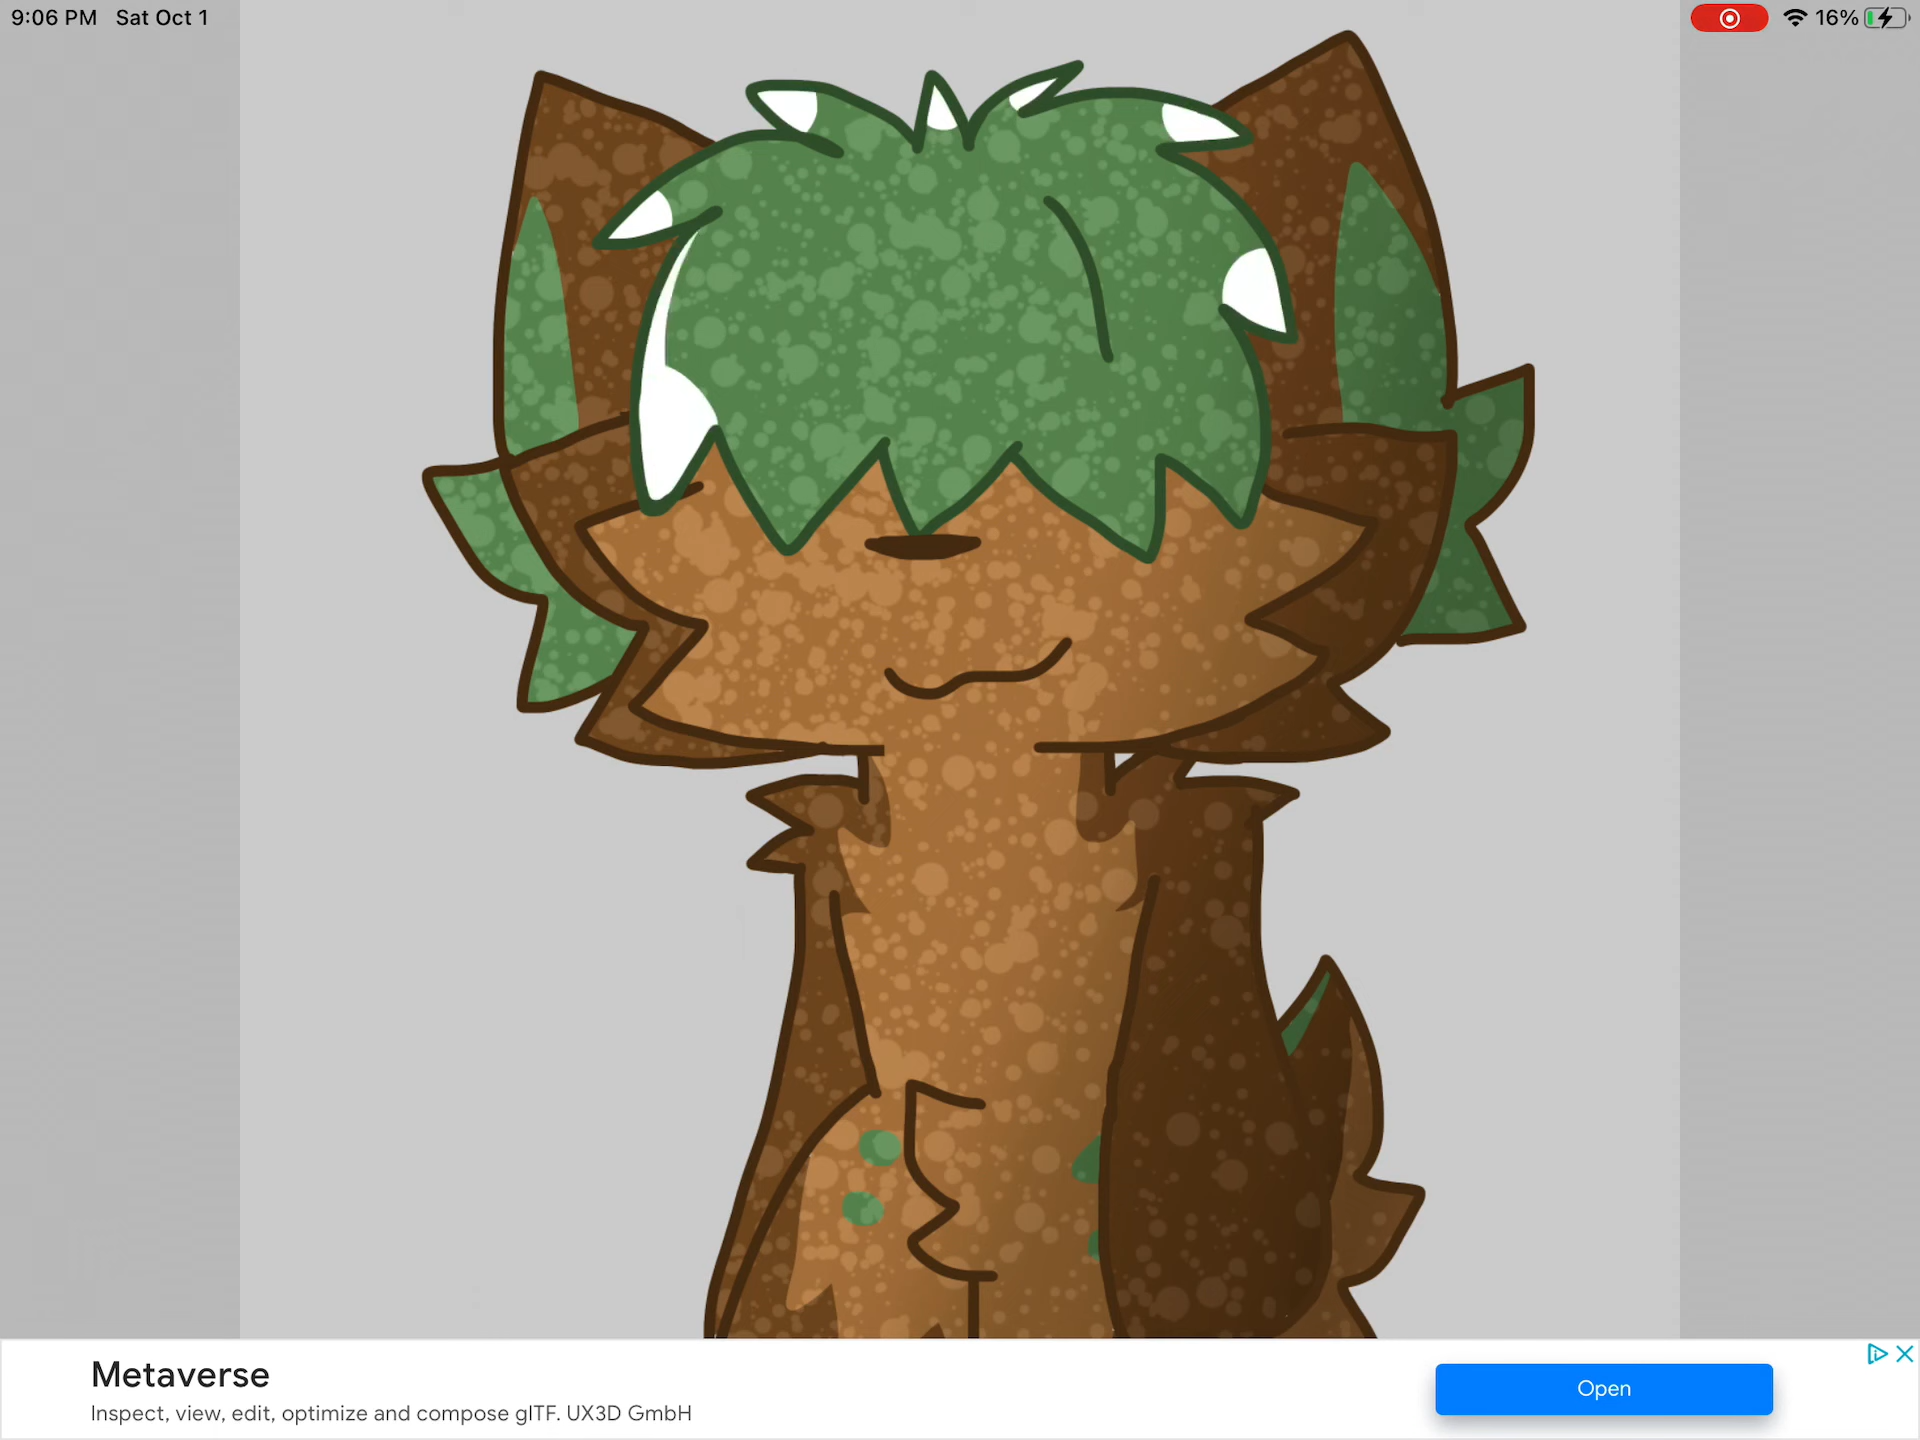 9:06 PM Sat Oct 1
16%
Metaverse
Inspect, view, edit, optimize and compose glTF. UX3D GmbH
Open